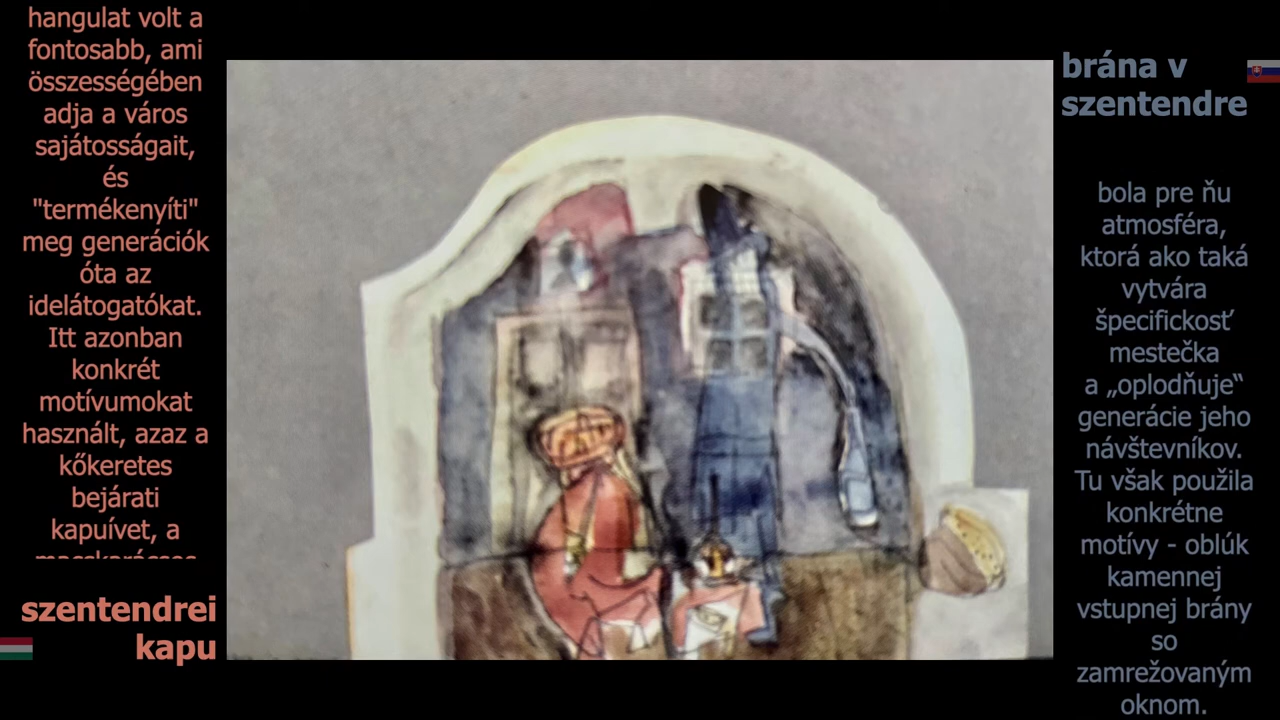 hangulat volt a
fontosabb, ami
összességében
adja a város
sajátosságait,
és
"termékenyíti"
meg generációk
óta az
idelátogatókat.
Itt azonban
konkrét
motívumokat
használt, azaz a
kőkeretes
bejárati
kapuívet, a
szentendrei
kapu
brána v
szentendre
bola pre ňu
atmosféra,
ktorá ako taká
vytvára
špecifickosť
mestečka
a „oplodňuje“
generácie jeho
návštevníkov.
Tu však použila
konkrétne
motívy - oblúk
kamennej
vstupnej brány
so
zamrežovaným
oknom.